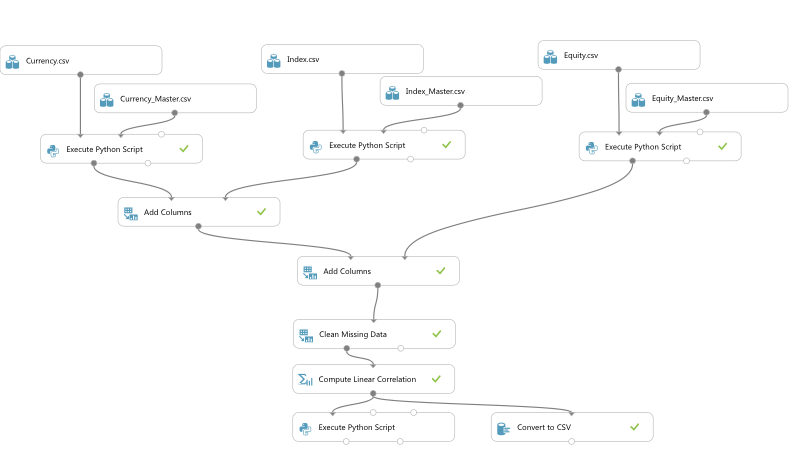 Currency.csv
Index.csv
Equity.csv
Currency_Master.csv
Index_Master.csv
Equity_Master.csv
Execute Python Script
Execute Python Script
Execute Python Script
Add Columns
Add Columns
Clean Missing Data
Compute Linear Correlation
Execute Python Script
Convert to CSV